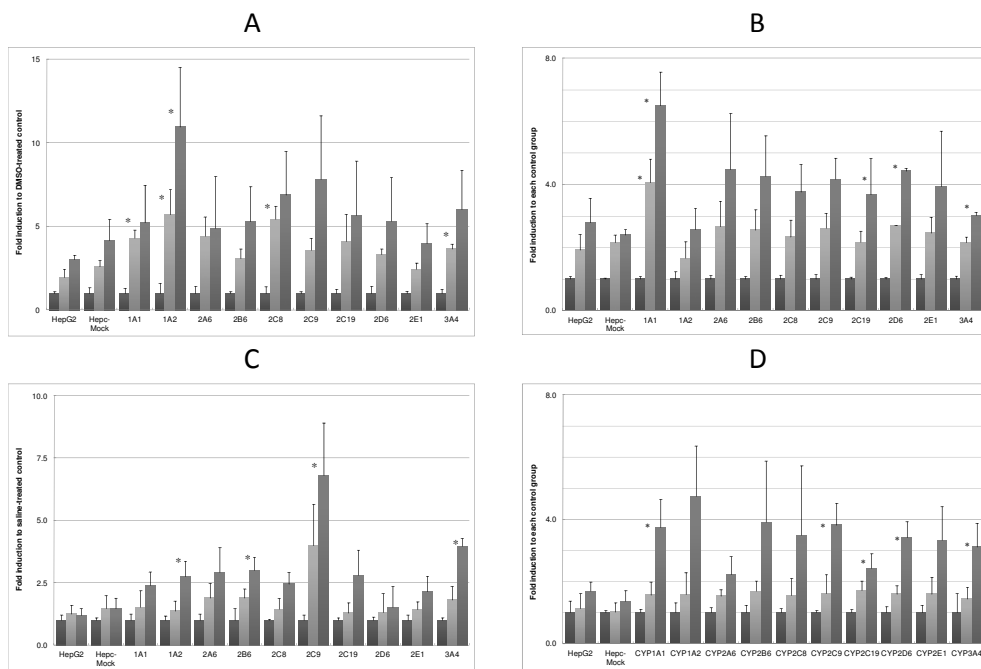 A
Fold induction to DMSO-treated control
15
10
5
0
HepG2
Hepc-
Mock
1A1
1A2
2A6
2B6
2C8
2C9
2C19
2D6
2E1
3A4
*
*
*
*
*
B
Fold induction to each control group
8.0
4.0
0.0
HepG2
Hepc-
Mock
1A1
1A2
2A6
2B6
2C8
2C9
2C19
2D6
2E1
3A4
*
*
*
*
*
C
Fold induction to saline-treated control
10.0
7.5
5.0
2.5
0.0
HepG2
Hepc-
Mock
1A1
1A2
2A6
2B6
2C8
2C9
2C19
2D6
2E1
3A4
*
*
*
*
D
Fold induction to each control group
8.0
4.0
0.0
HepG2
Hepc-
Mock
CYP1A1
CYP1A2
CYP2A6
CYP2B6
CYP2C8
CYP2C9
CYP2C19
CYP2D6
CYP2E1
CYP3A4
*
*
*
*
*